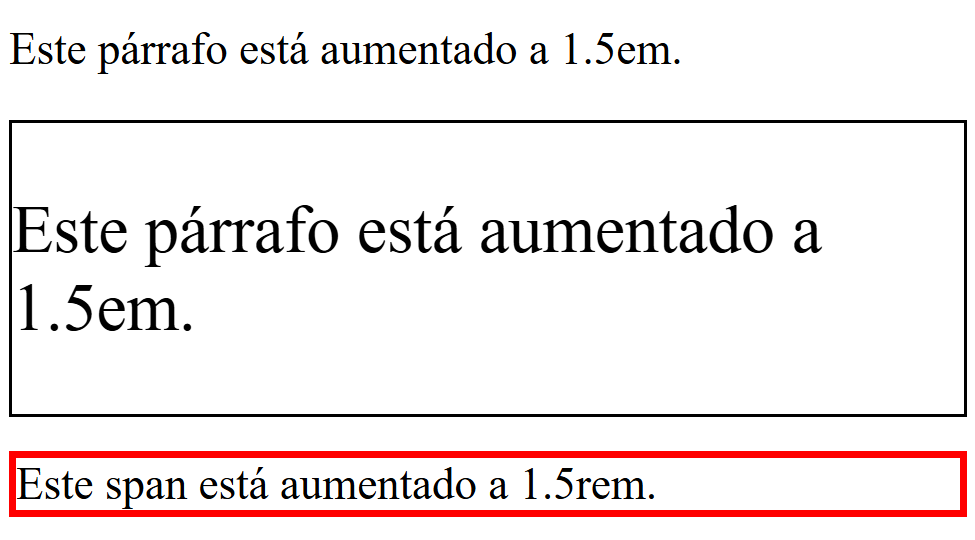 Este párrafo está aumentado a 1.5em.
Este párrafo está aumentado a
1.5em.
Este span está aumentado a 1.5rem.